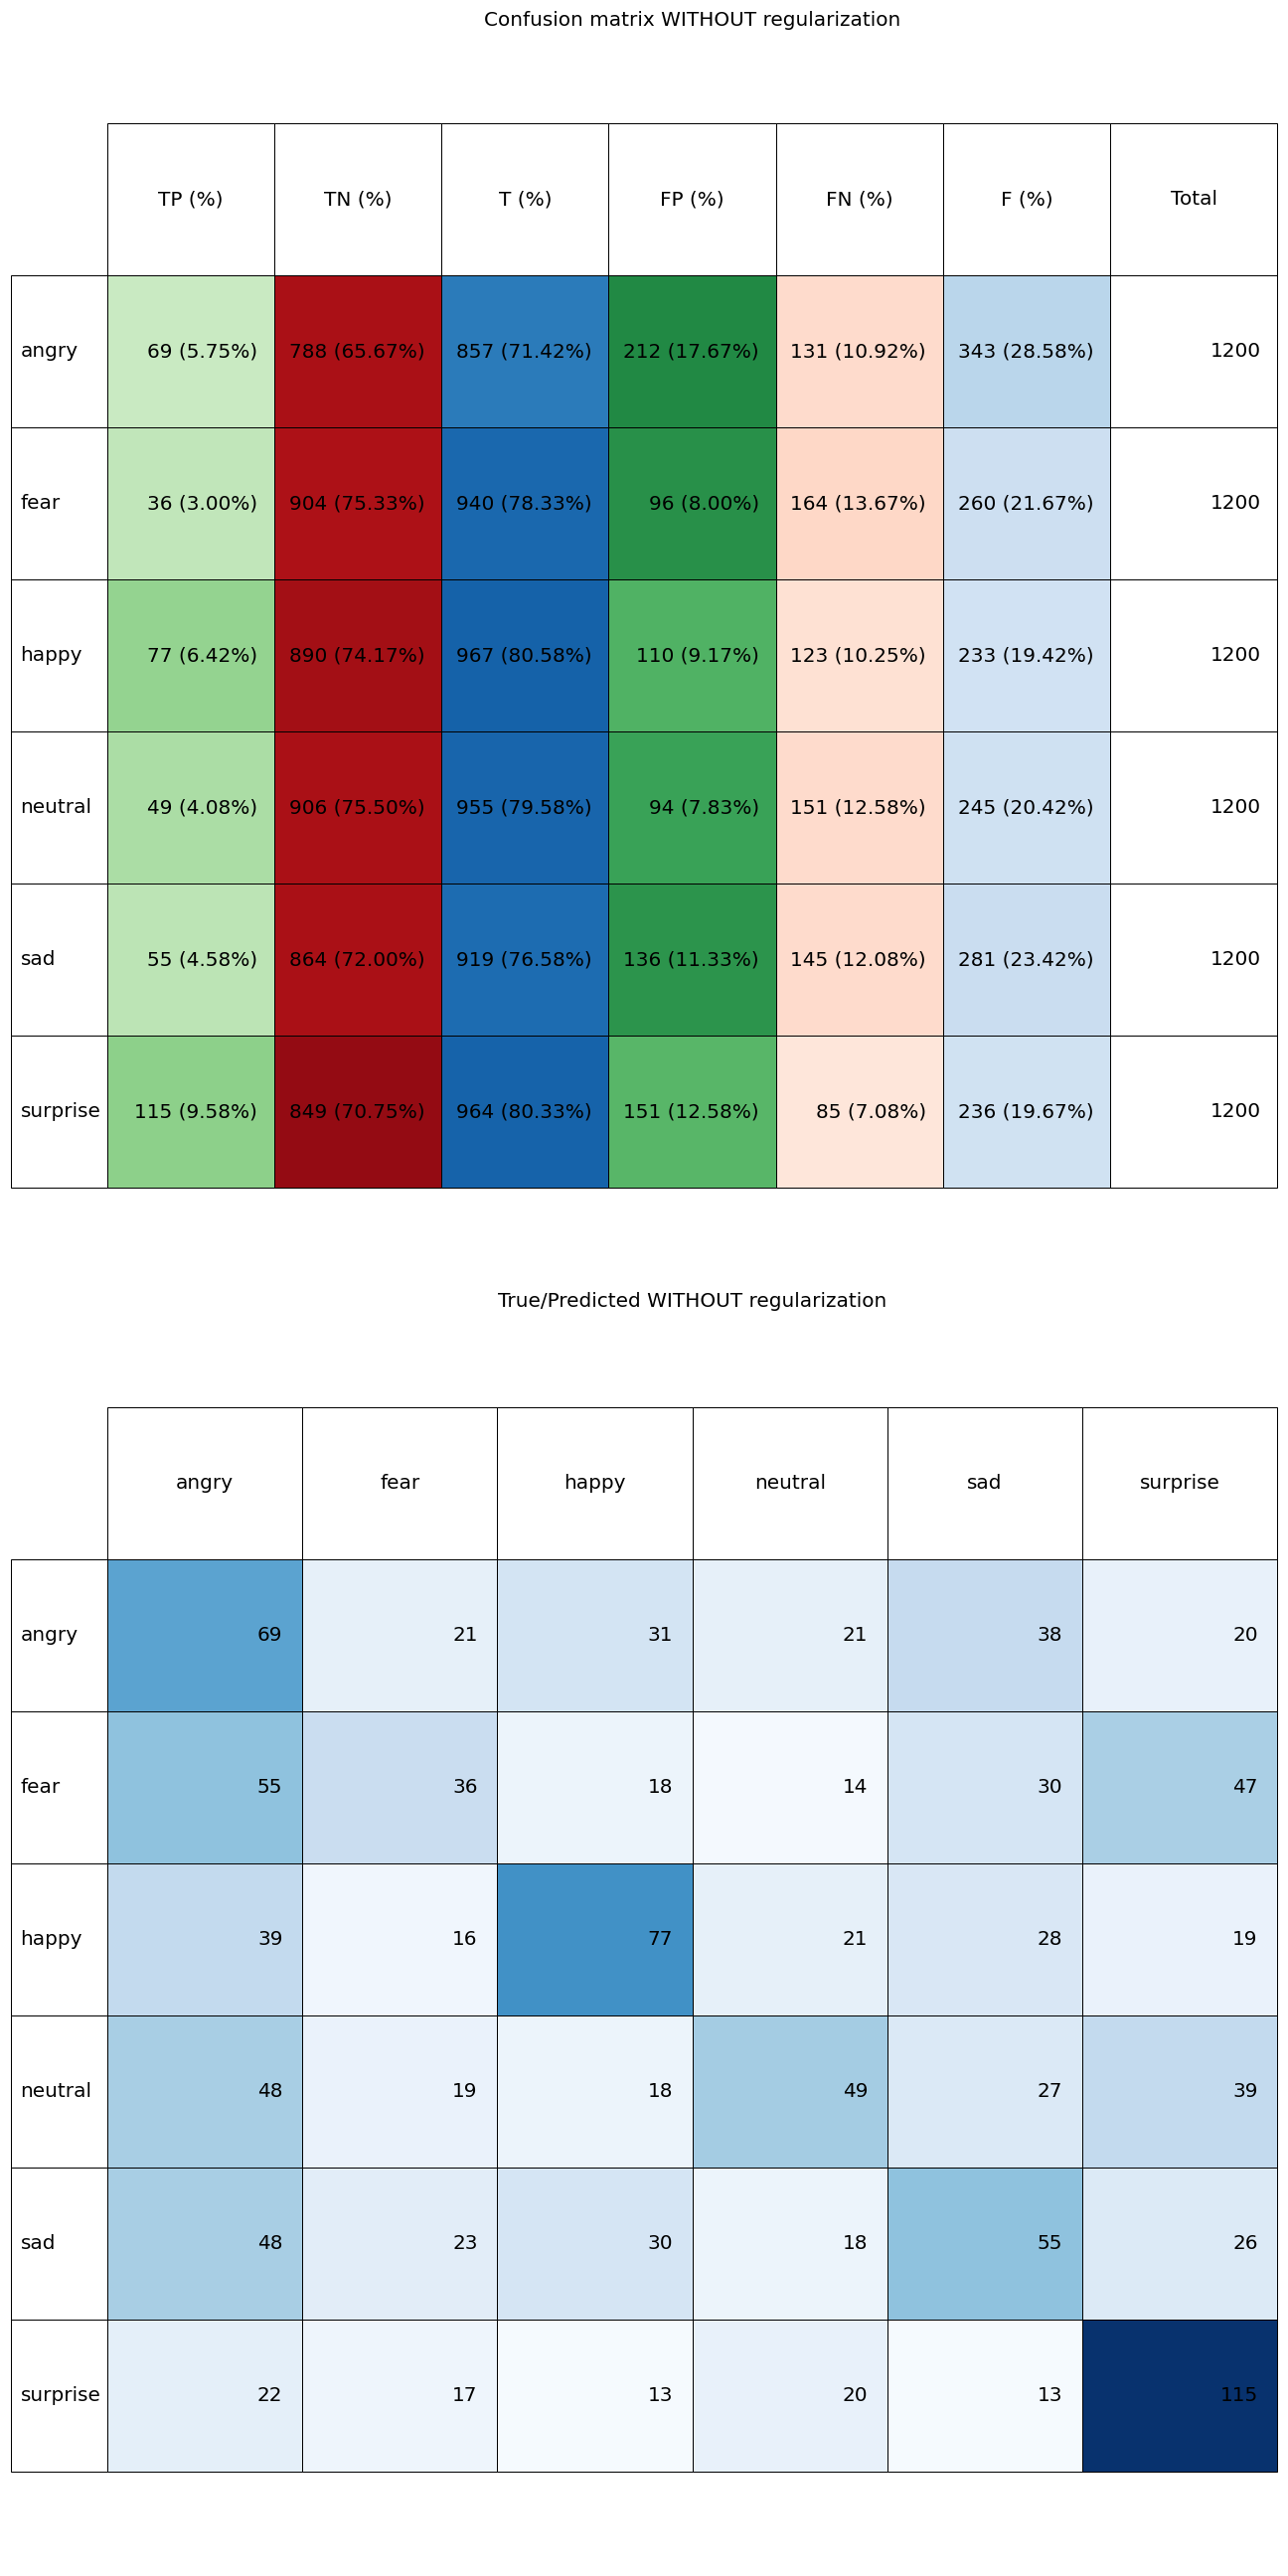 Confusion matrix WITHOUT regularization
TP (%) TN (%) T (%) FP (%) FN (%) F (%) Total
angry 69 (5.75%) 788 (65.67%) 857 (71.42%) 212 (17.67%) 131 (10.92%) 343 (28.58%) 1200
fear 36 (3.00%) 904 (75.33%) 940 (78.33%) 96 (8.00%) 164 (13.67%) 260 (21.67%) 1200
happy 77 (6.42%) 890 (74.17%) 967 (80.58%) 110 (9.17%) 123 (10.25%) 233 (19.42%) 1200
neutral 49 (4.08%) 906 (75.50%) 955 (79.58%) 94 (7.83%) 151 (12.58%) 245 (20.42%) 1200
sad 55 (4.58%) 864 (72.00%) 919 (76.58%) 136 (11.33%) 145 (12.08%) 281 (23.42%) 1200
surprise 115 (9.58%) 849 (70.75%) 964 (80.33%) 151 (12.58%) 85 (7.08%) 236 (19.67%) 1200
True/Predicted WITHOUT regularization
angry fear happy neutral sad surprise
angry 69 21 31 21 38 20
fear 55 36 18 14 30 47
happy 39 16 77 21 28 19
neutral 48 19 18 49 27 39
sad 48 23 30 18 55 26
surprise 22 17 13 20 13 115